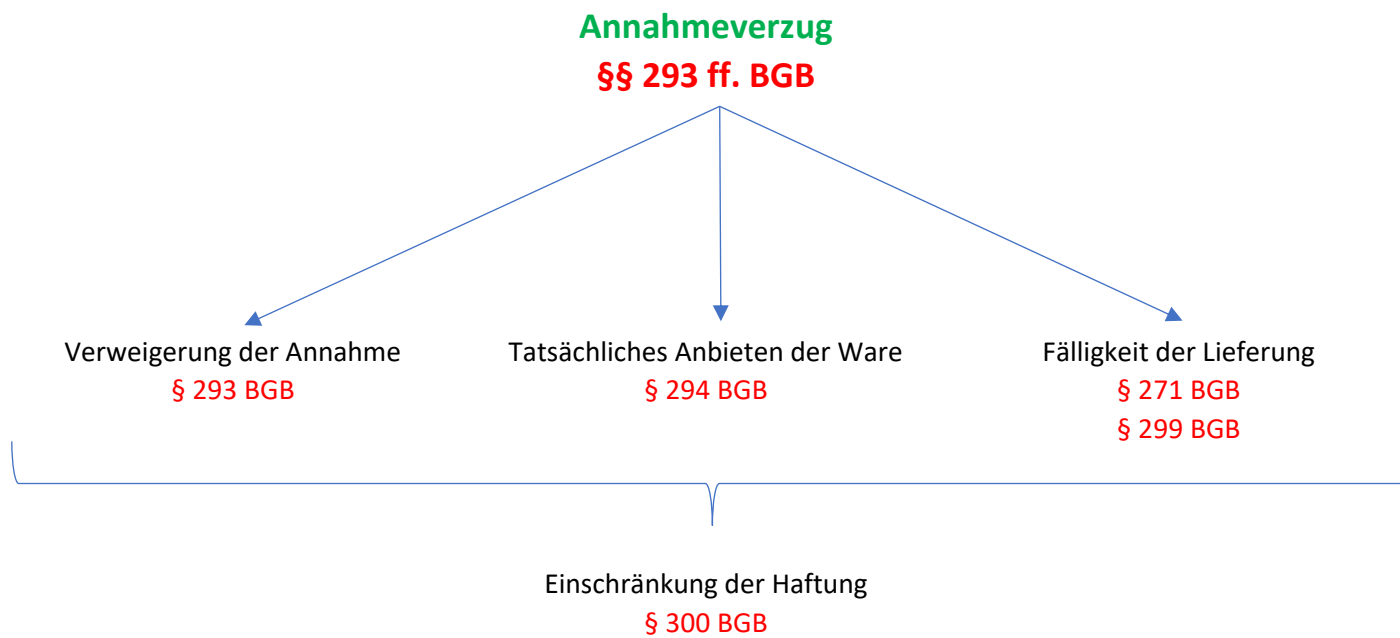 Annahmeverzug
§§ 293 ff. BGB
Verweigerung der Annahme
§ 293 BGB
Tatsächliches Anbieten der Ware
§ 294 BGB
Fälligkeit der Lieferung
§ 271 BGB
§ 299 BGB
Einschränkung der Haftung
§ 300 BGB